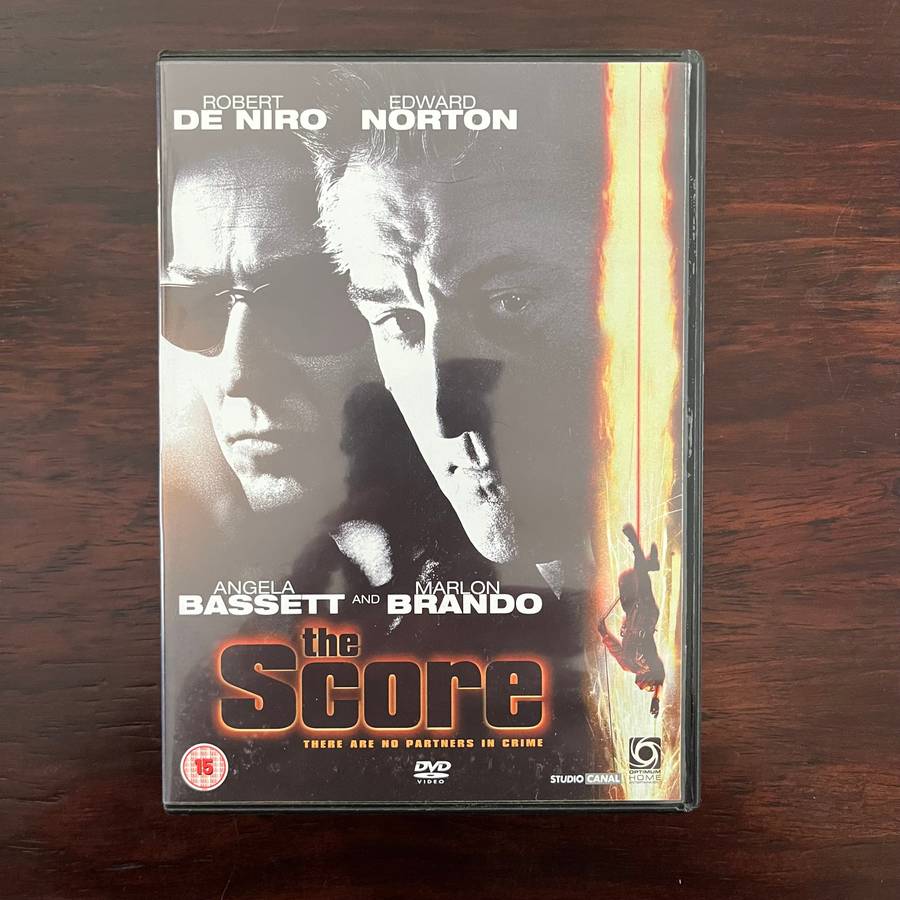 ROBERT EDWARD
DE NIRO NORTON
ANGELA MARLON
BASSETT AND BRANDO
the
Score
THERE ARE NO PARTNERS IN CRIME
15
DVD
VIDEO
STUDIO CANAL
OPTIMUM
HOME